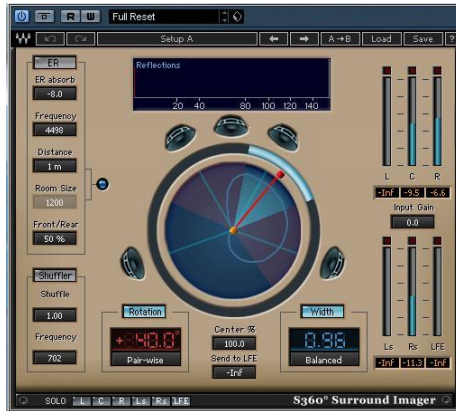 R W Full Reset
Setup A A→B Load Save ?
ER
ER absorb
-8.0
Frequency
4498
Distance
1 m
Room Size
1200
Front/Rear
50 %
Shuffler
Shuffle
1.00
Frequency
702
Reflections
20 40 80 100 120 140
Rotation
+48.0°
Pair-wise
Center %
100.0
Send to LFE
-Inf
Width
0.96
Balanced
L C R
-Inf -9.5 -6.6
Input Gain
0.0
Ls Rs LFE
-Inf -11.3 -Inf
SOLO L C R Ls Rs LFE
S360° Surround Imager